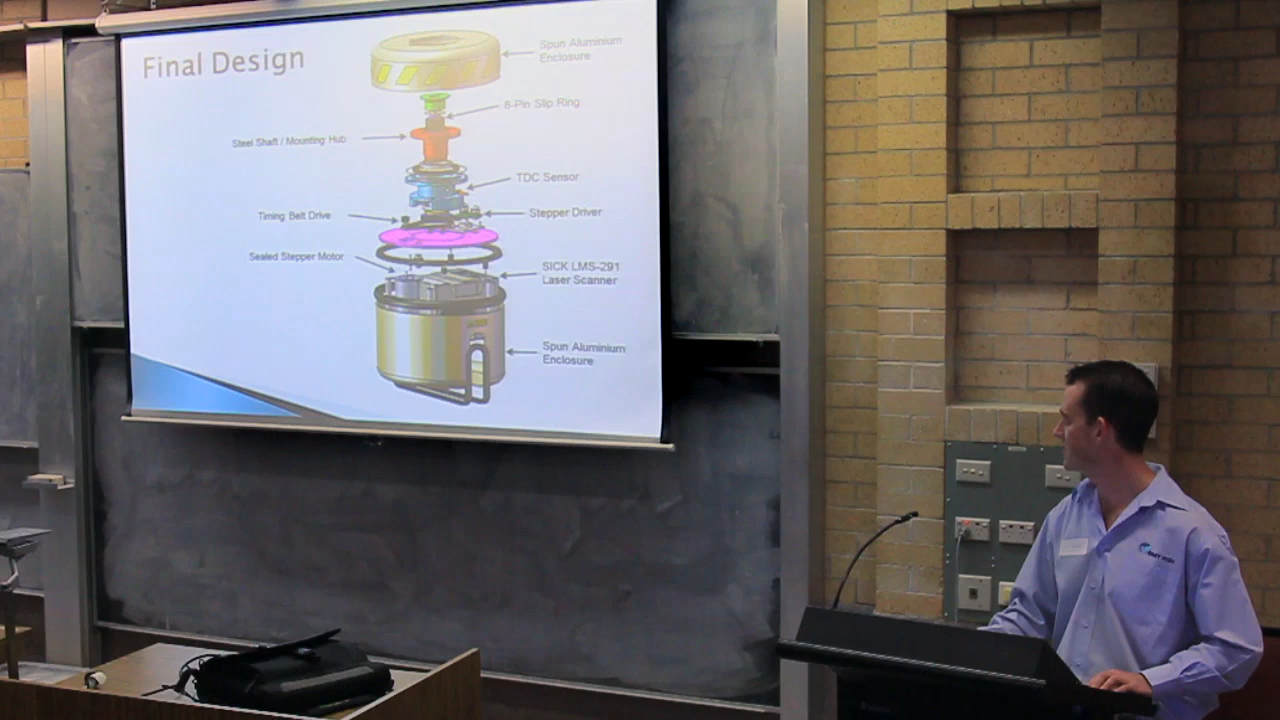 Final Design
Spun Aluminium
Enclosure
8-Pin Slip Ring
Steel Shaft / Mounting Hub
TDC Sensor
Timing Belt Drive
Stepper Driver
Sealed Stepper Motor
SICK LMS-291
Laser Scanner
Spun Aluminium
Enclosure